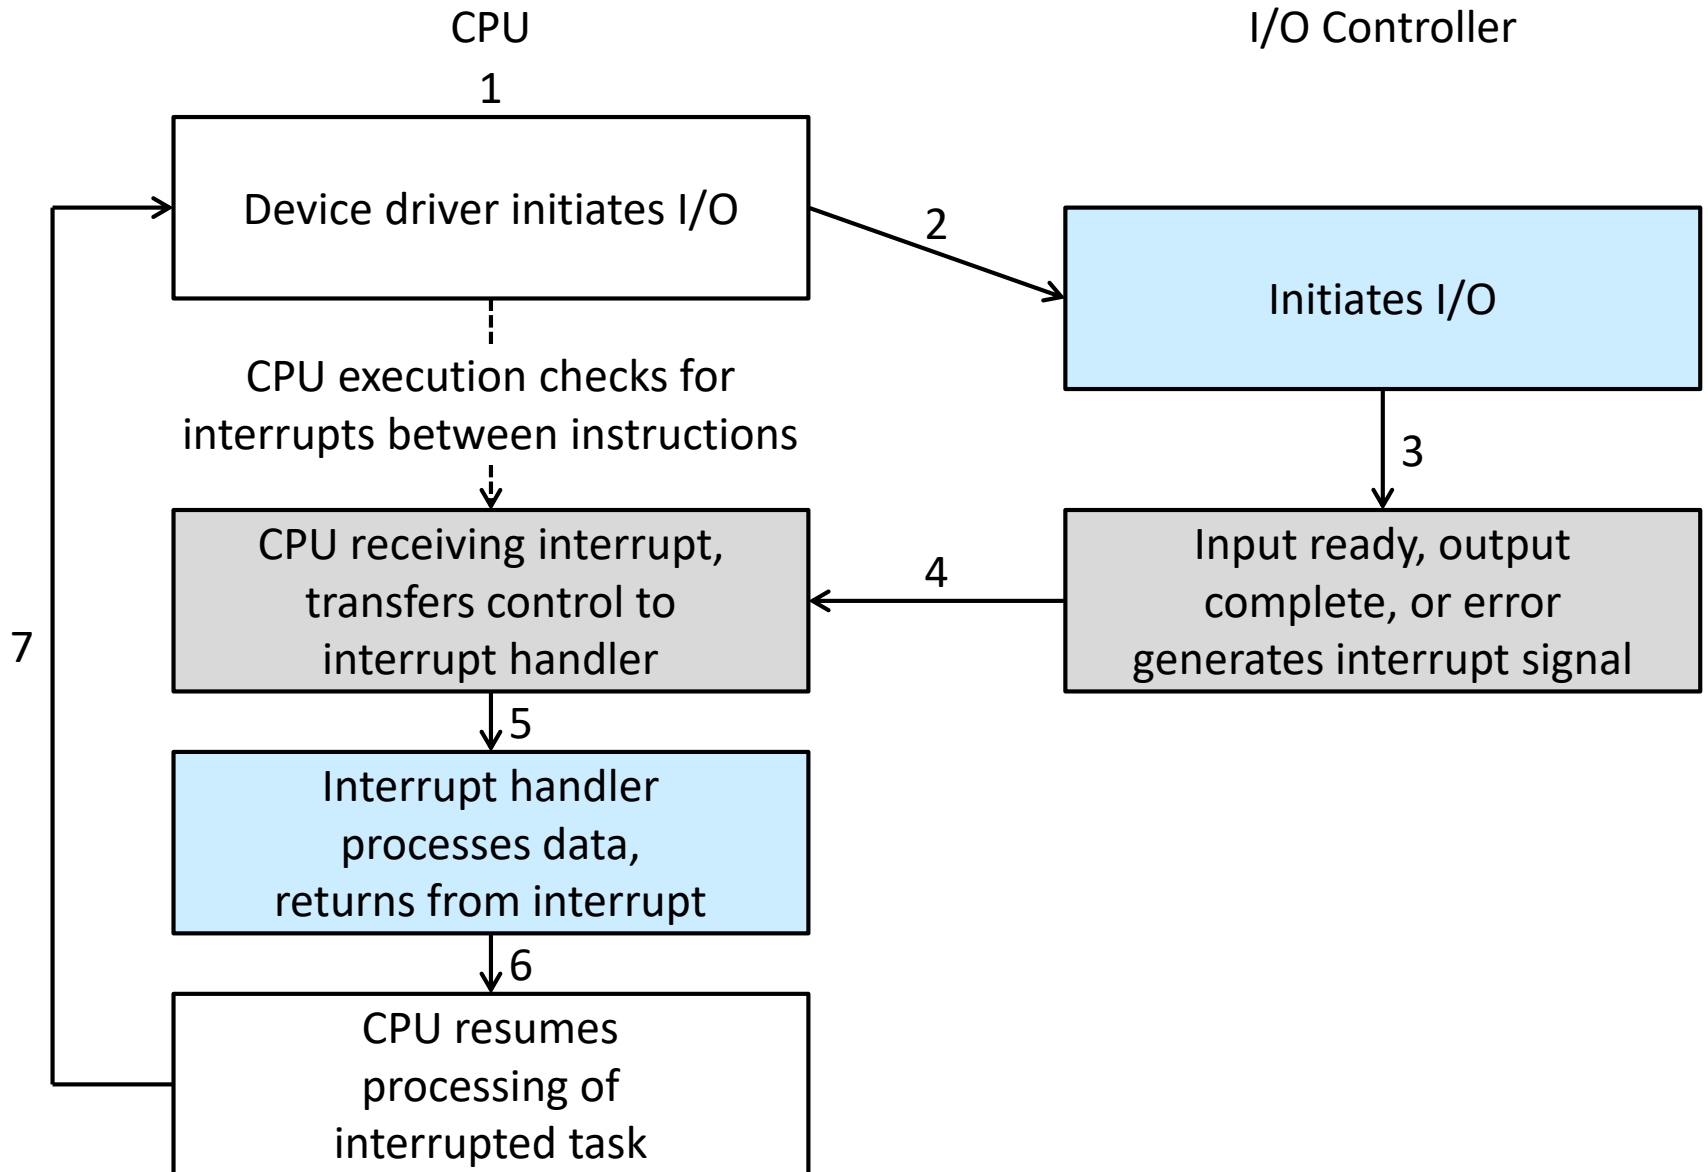 CPU
I/O Controller
1
Device driver initiates I/O
2
Initiates I/O
CPU execution checks for
interrupts between instructions
3
CPU receiving interrupt,
transfers control to
interrupt handler
4
Input ready, output
complete, or error
generates interrupt signal
7
5
Interrupt handler
processes data,
returns from interrupt
6
CPU resumes
processing of
interrupted task